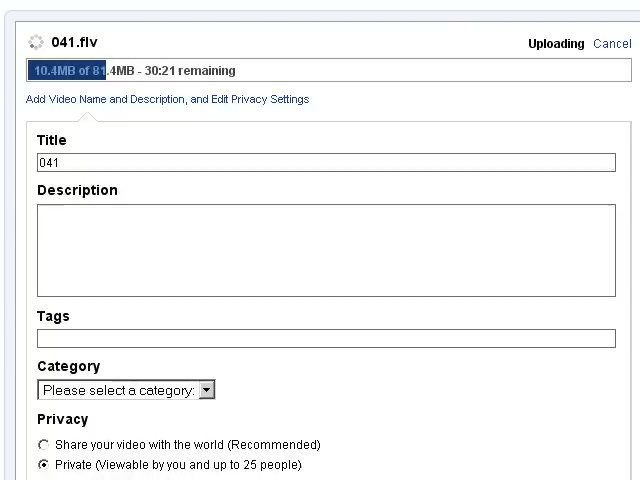 041.flv
Uploading Cancel
10.4MB of 81.4MB - 30:21 remaining
Add Video Name and Description, and Edit Privacy Settings
Title
041
Description
Tags
Category
Please select a category:
Privacy
Share your video with the world (Recommended)
Private (Viewable by you and up to 25 people)